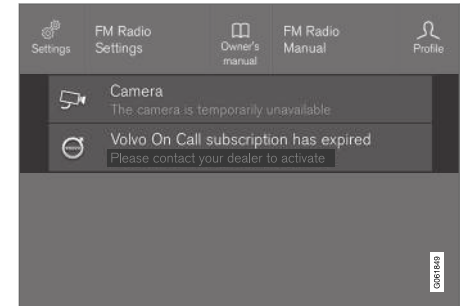 FM Radio
Settings
FM Radio
Manual
Settings
Owner's
manual
Profile
Camera
The camera is temporarily unavailable
Volvo On Call subscription has expired
Please contact your dealer to activate
G061849